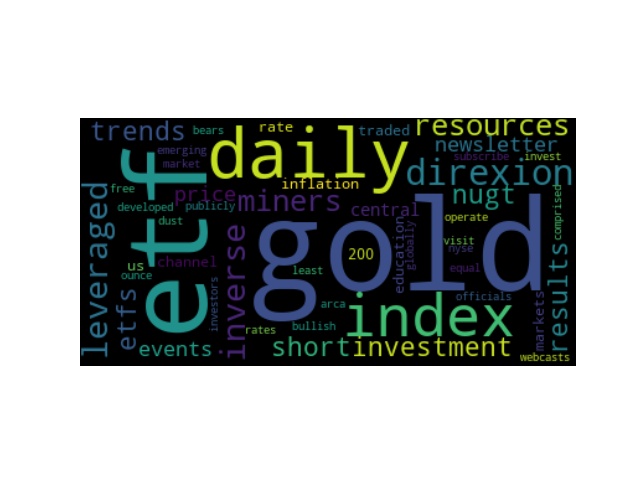 trends
bears
rate
traded
resources
emerging
daily
newsletter
market
subscribe
invest
etf
inflation
direxion
free
price
miners
nugt
developed
publicly
central
leveraged
dust
gold
operate
comprised
us
channel
inverse
200
education
globally
visit
nyse
ounce
least
equal
results
etfs
investors
arca
index
officials
markets
events
rates
bullish
short
investment
webcasts